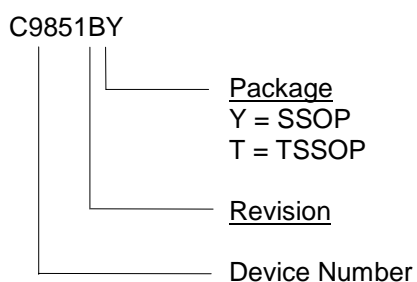 C9851BY
Package
Y = SSOP
T = TSSOP
Revision
Device Number